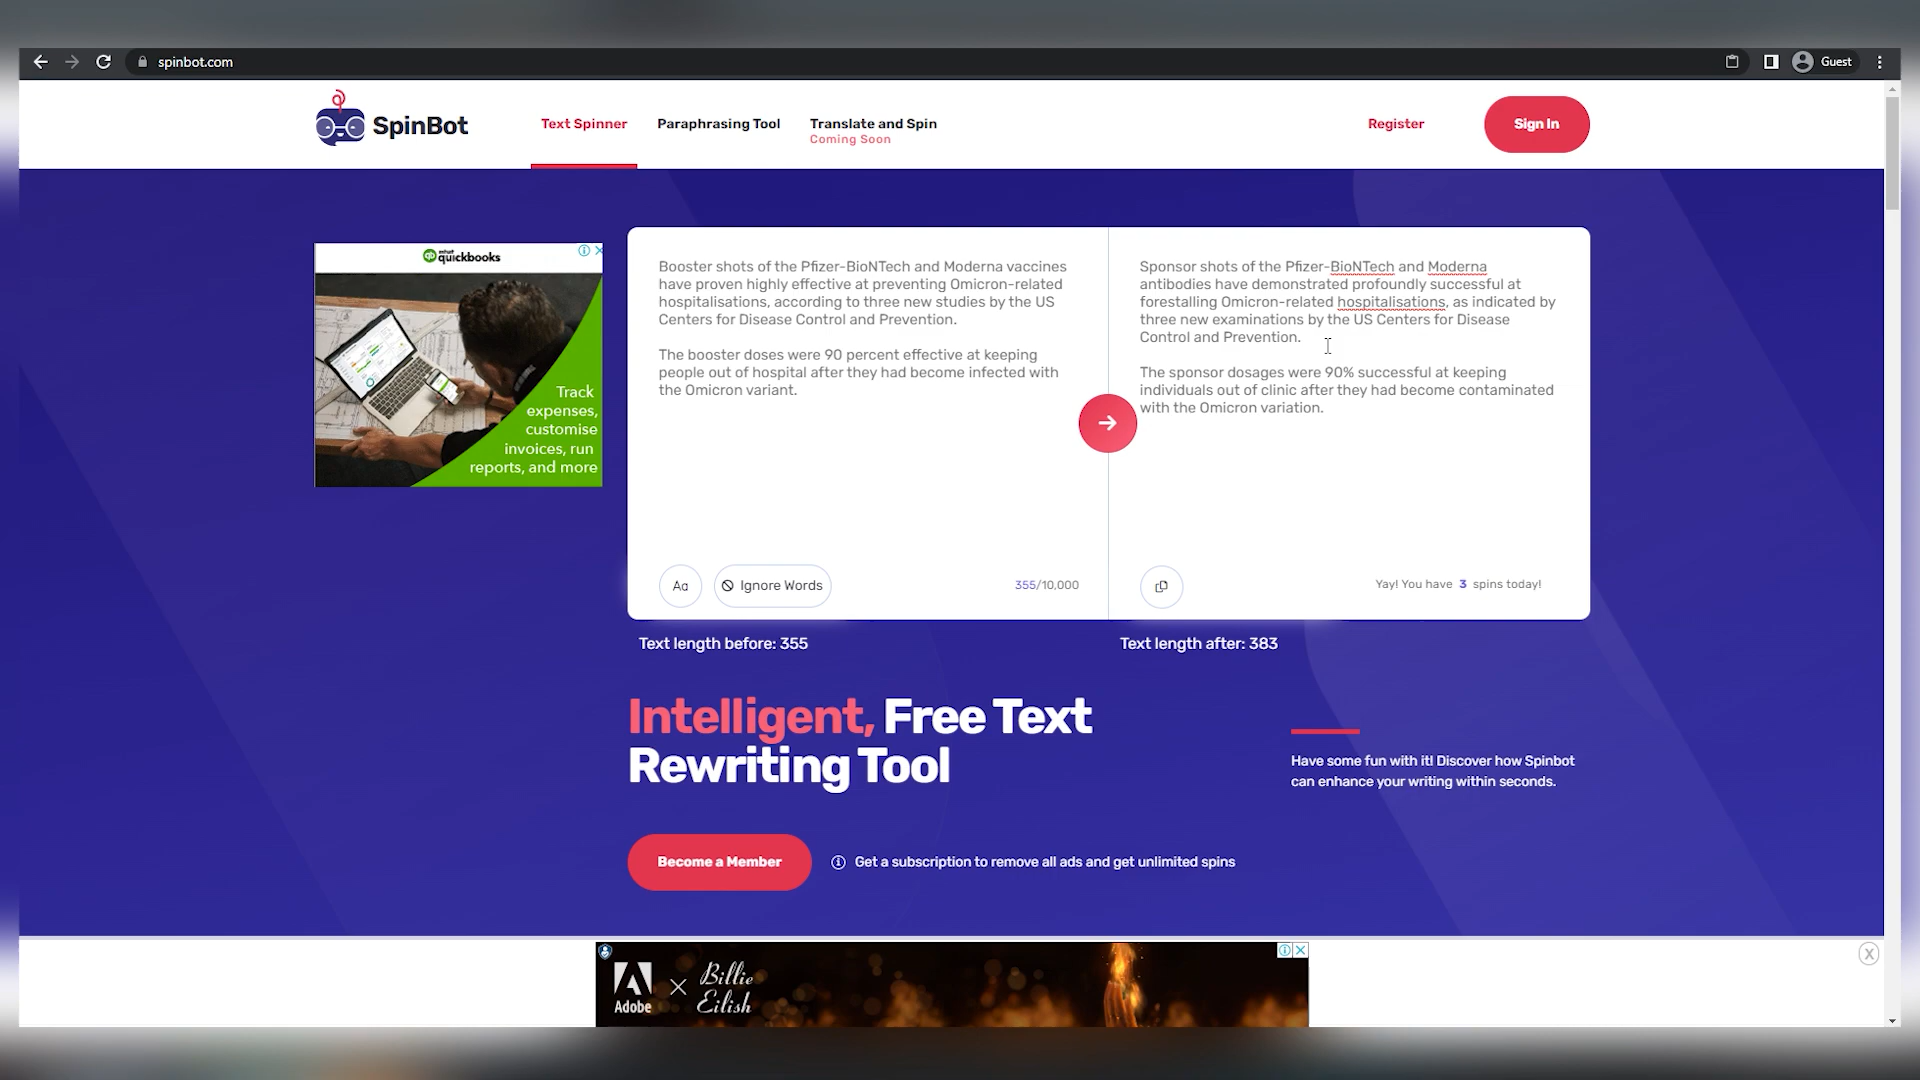 spinbot.com
Guest
SpinBot
Text Spinner
Paraphrasing Tool
Translate and Spin
Coming Soon
Register
Sign In
intuit
quickbooks
Track
expenses,
customise
invoices, run
reports, and more
Booster shots of the Pfizer-BioNTech and Moderna vaccines
have proven highly effective at preventing Omicron-related
hospitalisations, according to three new studies by the US
Centers for Disease Control and Prevention.
The booster doses were 90 percent effective at keeping
people out of hospital after they had become infected with
the Omicron variant.
Aa
Ignore Words
355/10,000
Sponsor shots of the Pfizer-BioNTech and Moderna
antibodies have demonstrated profoundly successful at
forestalling Omicron-related hospitalisations, as indicated by
three new examinations by the US Centers for Disease
Control and Prevention.
The sponsor dosages were 90% successful at keeping
individuals out of clinic after they had become contaminated
with the Omicron variation.
Yay! You have 3 spins today!
Text length before: 355
Text length after: 383
Intelligent, Free Text
Rewriting Tool
Have some fun with it! Discover how Spinbot
can enhance your writing within seconds.
Become a Member
Get a subscription to remove all ads and get unlimited spins
Adobe
Billie
Eilish